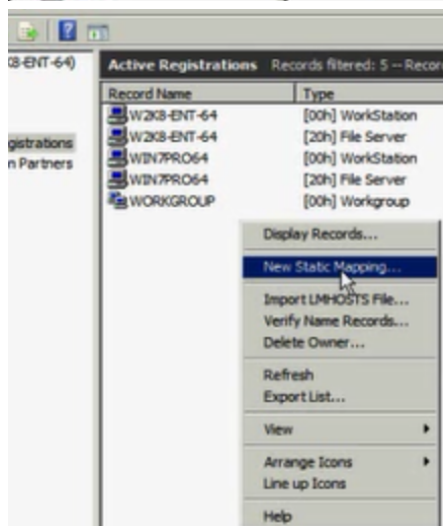 8-ENT-64)
Active Registrations Records filtered: 5 -- Recor
Record Name Type
W2K8-ENT-64 [00h] WorkStation
W2K8-ENT-64 [20h] File Server
WIN7PRO64 [00h] WorkStation
WIN7PRO64 [20h] File Server
WORKGROUP [00h] Workgroup
gistrations
n Partners
Display Records...
New Static Mapping...
Import LMHOSTS File...
Verify Name Records...
Delete Owner...
Refresh
Export List...
View
Arrange Icons
Line up Icons
Help